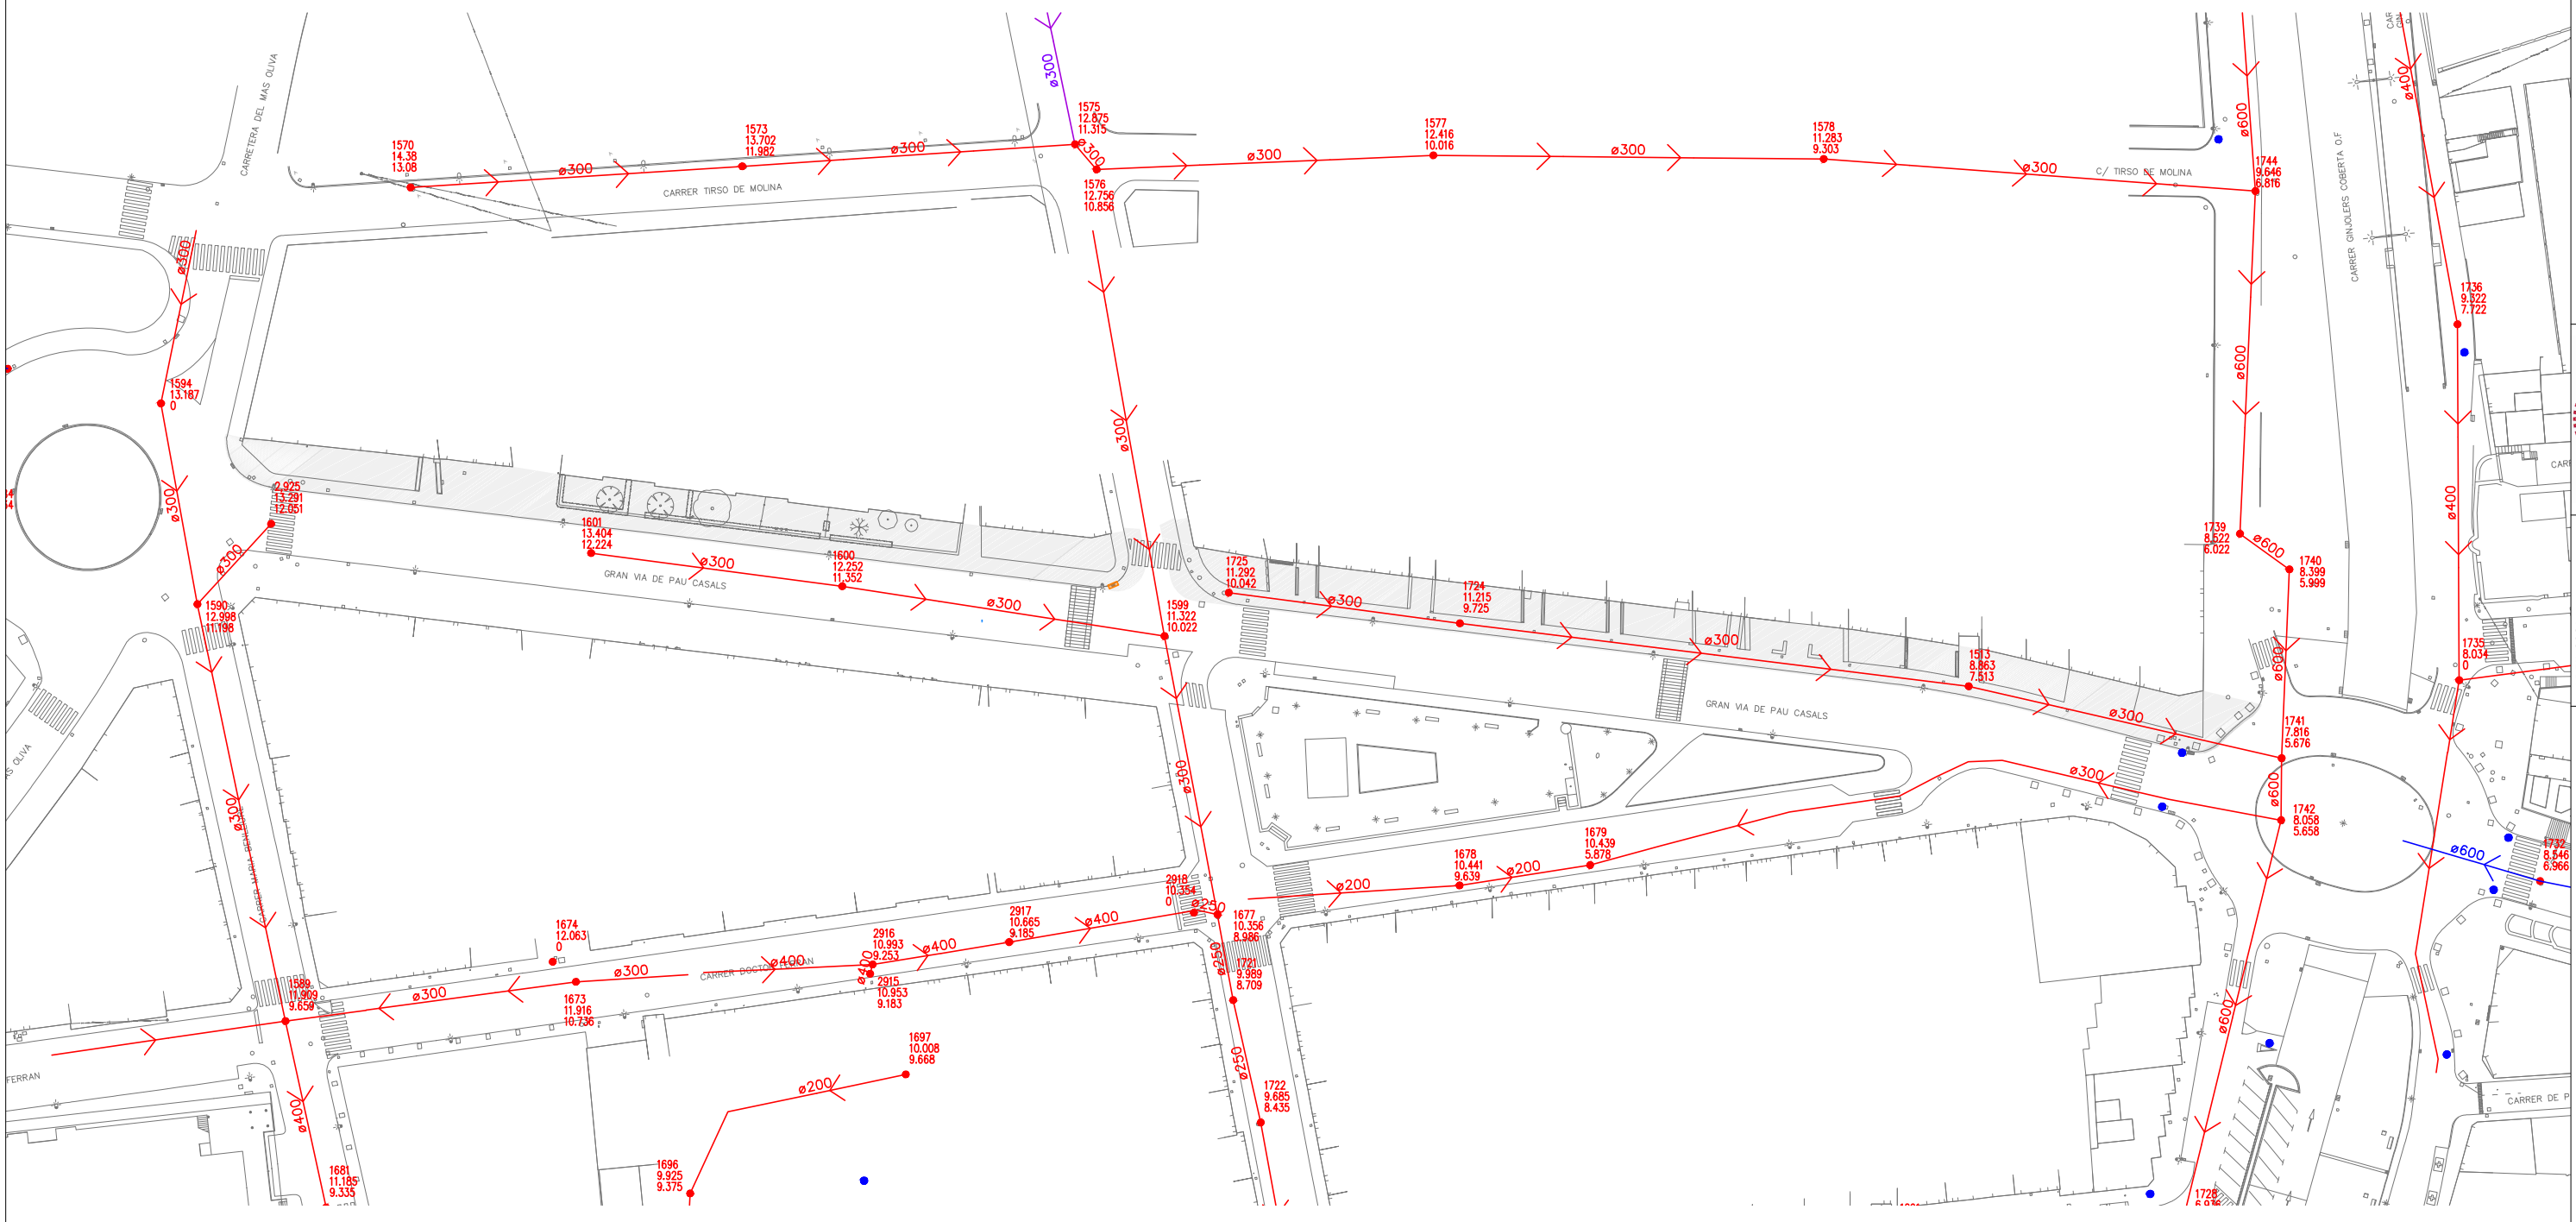 CARRETERA DEL MAS OLIVA
ø300
1575
12.875
11.315
ø300
1570
14.38
13.08
ø300
1573
13.702
11.982
ø300
CARRER TIRSO DE MOLINA
1576
12.756
10.856
ø300
1577
12.416
10.016
ø300
1578
11.283
9.303
ø300
C/ TIRSO DE MOLINA
ø600
1744
9.646
6.816
CARRER GINJOLERS COBERTA O.F
ø400
1736
9.322
7.722
ø300
1594
13.187
0
ø300
2.925
13.291
12.051
ø300
1590
12.998
11.198
1601
13.404
12.224
ø300
1600
12.252
11.352
ø300
GRAN VIA DE PAU CASALS
ø300
1599
11.322
10.022
1725
11.292
10.042
ø300
1724
11.215
9.725
ø300
1513
8.863
7.513
ø300
GRAN VIA DE PAU CASALS
ø600
1739
8.522
6.022
ø600
1740
8.399
5.999
ø600
1741
7.816
5.676
ø600
1742
8.058
5.658
ø400
1735
8.034
0
ø300
ø600
1732
8.546
6.966
S OLIVA
ø300
ø300
1679
10.439
5.878
1678
10.441
9.639
ø200
ø200
2918
10.354
0
ø250
1677
10.356
8.986
2917
10.665
9.185
ø400
2916
10.993
9.253
ø400
ø400
ø400
2915
10.953
9.183
CARRER DOCTOR FERRAN
1674
12.063
0
ø300
1673
11.916
10.736
ø300
1589
11.909
9.659
FERRAN
ø400
1681
11.185
9.335
1697
10.008
9.668
ø200
1696
9.925
9.375
ø250
1721
9.989
8.709
ø250
1722
9.685
8.435
ø600
1728
CARRER DE P